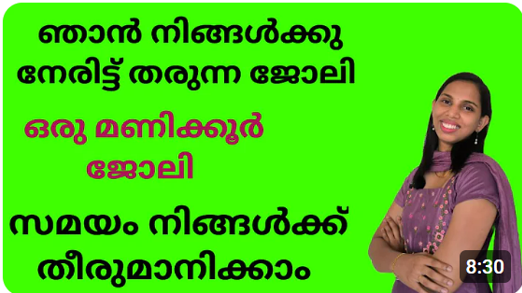 ഞാൻ നിങ്ങൾക്കു
നേരിട്ട് തരുന്ന ജോലി
ഒരു മണിക്കൂർ
ജോലി
സമയം നിങ്ങൾക്ക്
തീരുമാനിക്കാം
8:30